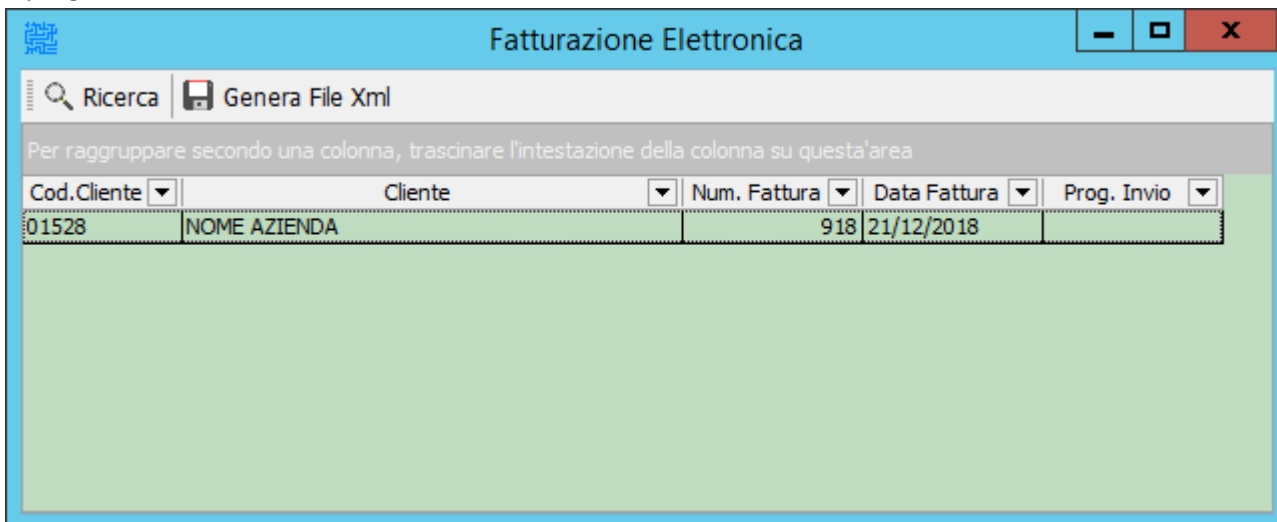 Fatturazione Elettronica
Ricerca Genera File Xml
Per raggruppare secondo una colonna, trascinare l'intestazione della colonna su questa'area
Cod.Cliente Cliente Num. Fattura Data Fattura Prog. Invio
01528 NOME AZIENDA 918 21/12/2018